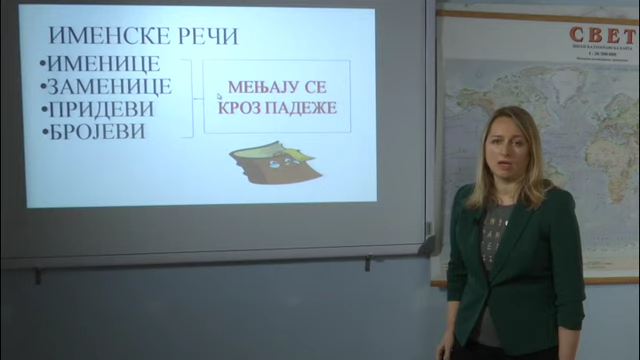 ИМЕНСКЕ РЕЧИ
•ИМЕНИЦЕ
•ЗАМЕНИЦЕ
•ПРИДЕВИ
•БРОЈЕВИ
МЕЊАЈУ СЕ
КРОЗ ПАДЕЖЕ
СВЕТ